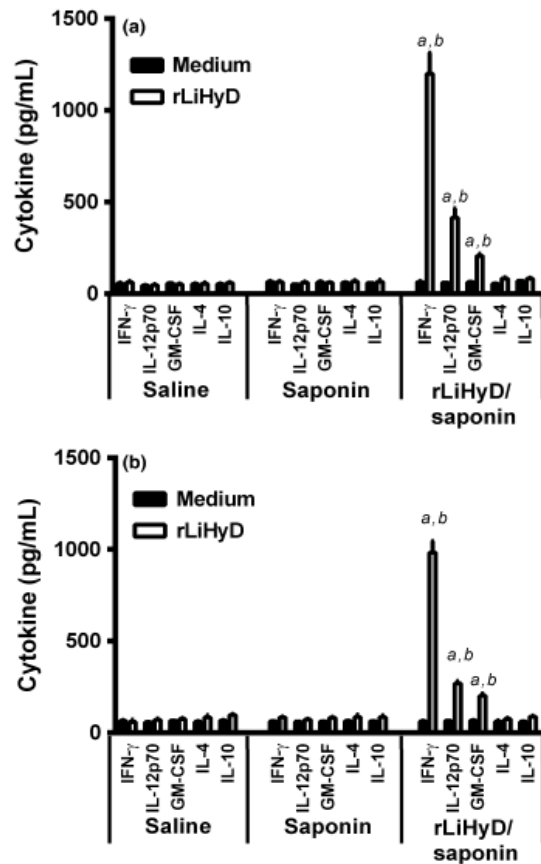 (a)
Medium
rLiHyD
Cytokine (pg/mL)
1500
1000
500
0
a,b
a,b
a,b
IFN-γ
IL-12p70
GM-CSF
IL-4
IL-10
IFN-γ
IL-12p70
GM-CSF
IL-4
IL-10
IFN-γ
IL-12p70
GM-CSF
IL-4
IL-10
Saline
Saponin
rLiHyD/
saponin
(b)
Medium
rLiHyD
Cytokine (pg/mL)
1500
1000
500
0
a,b
a,b
a,b
IFN-γ
IL-12p70
GM-CSF
IL-4
IL-10
IFN-γ
IL-12p70
GM-CSF
IL-4
IL-10
IFN-γ
IL-12p70
GM-CSF
IL-4
IL-10
Saline
Saponin
rLiHyD/
saponin